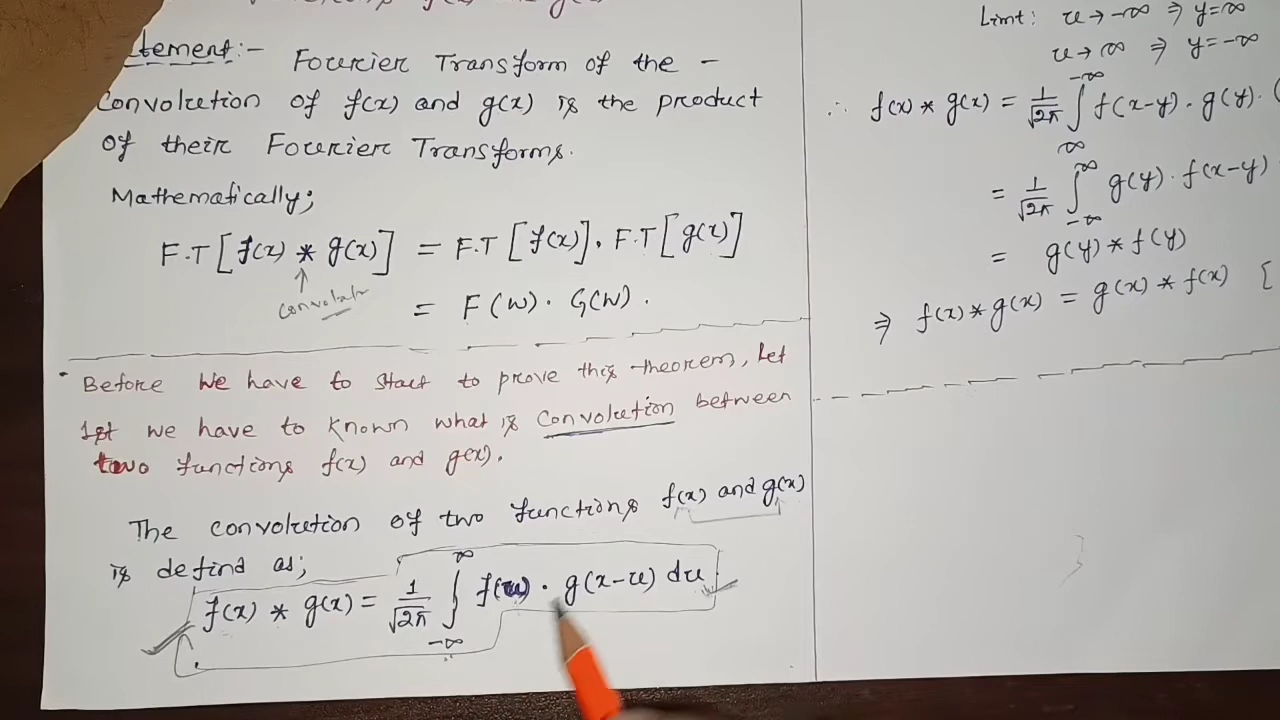 tement:- Fourier Transform of the -
Convolution of f(x) and g(x) is the product
of their Fourier Transforms.
Mathematically;
F.T [f(x) * g(x)] = F.T [f(x)] . F.T [g(x)]
convolution
= F(w) . G(w) .
Before we have to start to prove this theorem, Let
1st we have to known what is convolution between
two functions f(x) and g(x).
The convolution of two functions f(x) and g(x)
is defind as;
f(x) * g(x) = 1/√2π ∫_{-∞}^{∞} f(u) . g(x-u) du
Limt: u → -∞ ⇒ y = ∞
u → ∞ ⇒ y = -∞
∴ f(x) * g(x) = 1/√2π ∫_{∞}^{-∞} f(x-y) . g(y) . (
= 1/√2π ∫_{-∞}^{∞} g(y) . f(x-y)
= g(y) * f(y)
⇒ f(x) * g(x) = g(x) * f(x) [